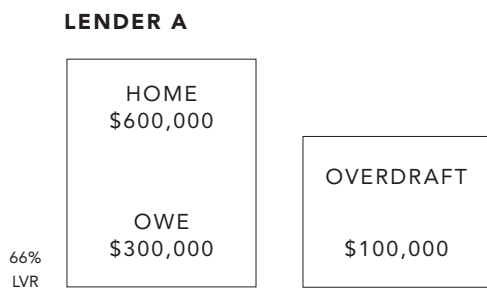 LENDER A
HOME
$600,000
OWE
$300,000
66%
LVR
OVERDRAFT
$100,000